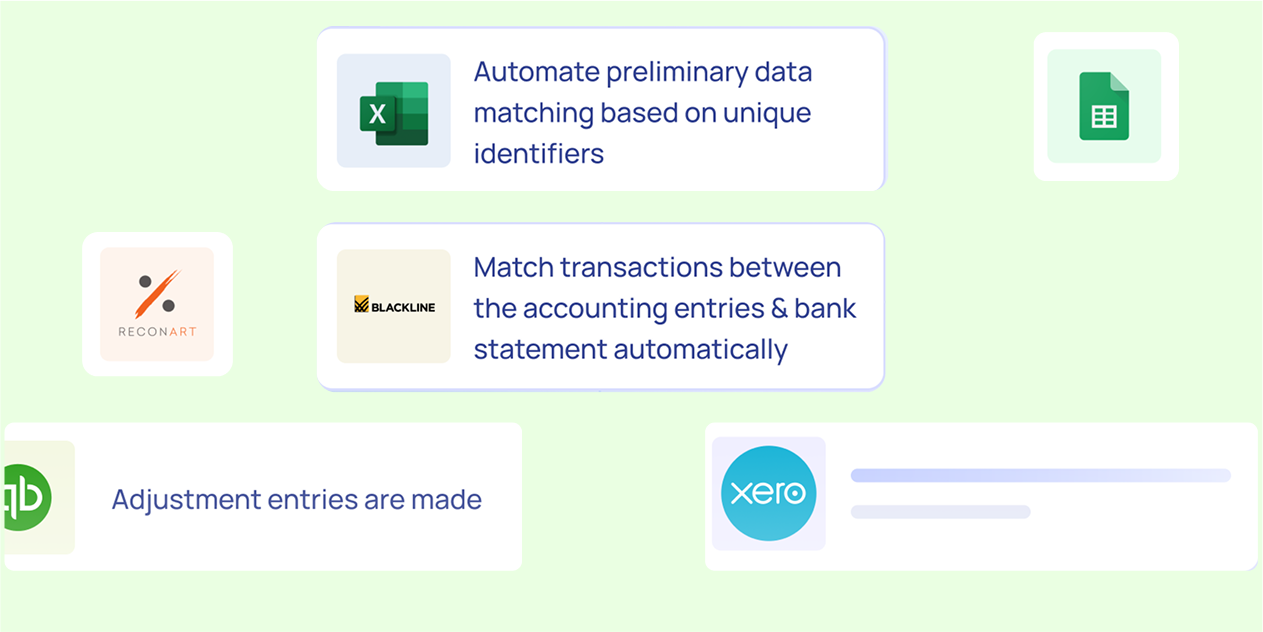 X
Automate preliminary data
matching based on unique
identifiers
RECONART
BLACKLINE
Match transactions between
the accounting entries & bank
statement automatically
qb
Adjustment entries are made
xero